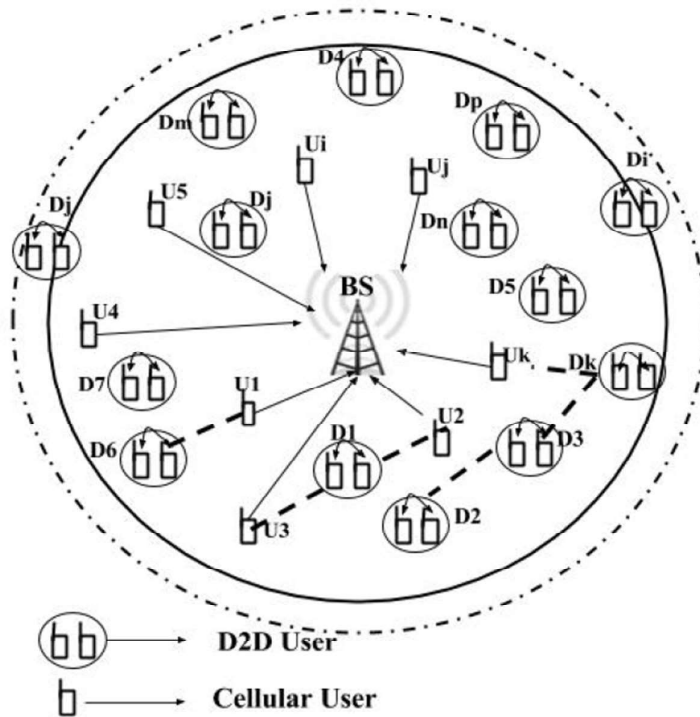 D4
Dm
Dp
Ui
Uj
Di
Dj
U5
Dj
Dn
BS
D5
U4
Uk
Dk
D7
U1
U2
D6
D1
D3
U3
D2
D2D User
Cellular User